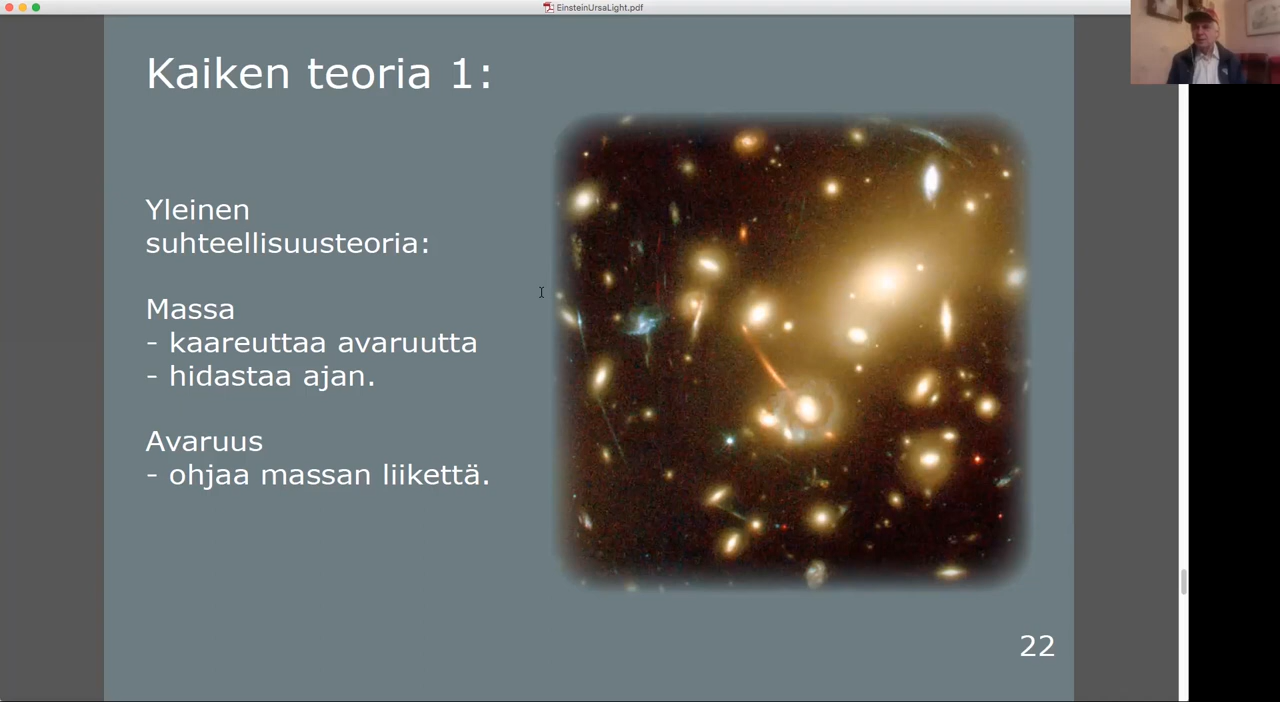 EinsteinUrsaLight.pdf
Kaiken teoria 1:
Yleinen
suhteellisuusteoria:
Massa
- kaareuttaa avaruutta
- hidastaa ajan.
Avaruus
- ohjaa massan liikettä.
22